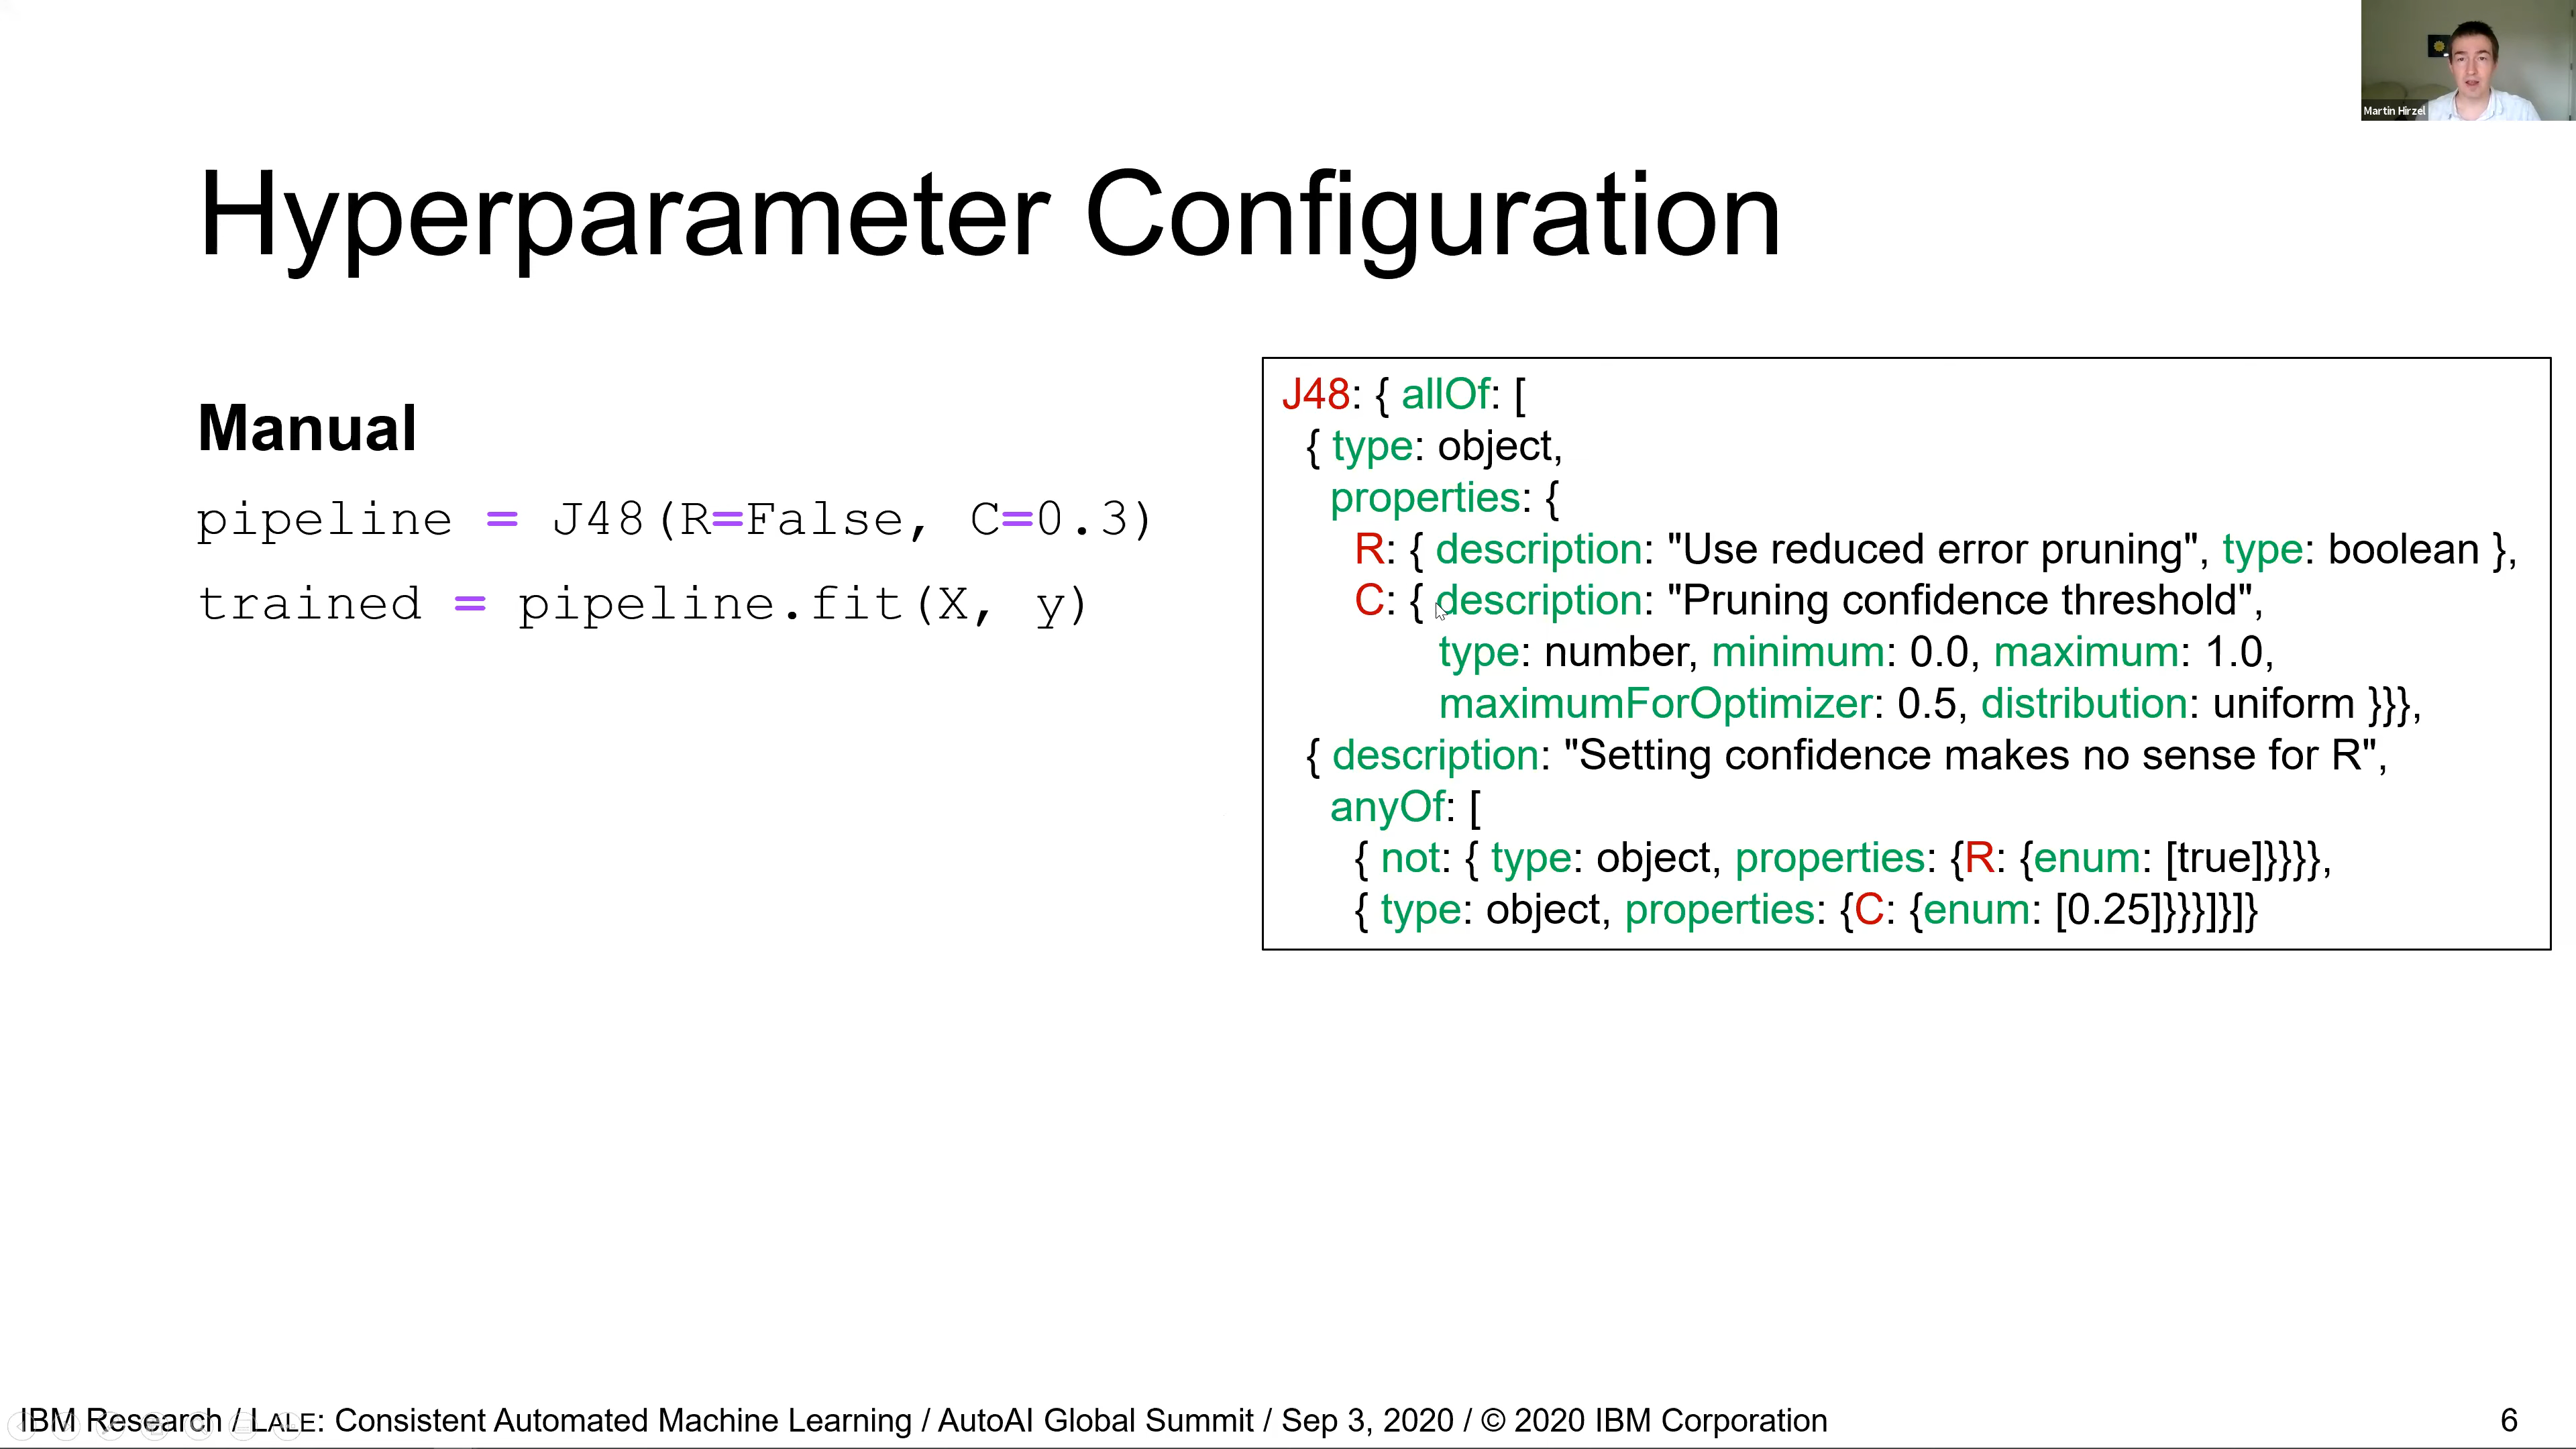 Martin Hirzel
Hyperparameter Configuration
Manual
pipeline = J48(R=False, C=0.3)
trained = pipeline.fit(X, y)
J48: { allOf: [
{ type: object,
properties: {
R: { description: "Use reduced error pruning", type: boolean },
C: { description: "Pruning confidence threshold",
type: number, minimum: 0.0, maximum: 1.0,
maximumForOptimizer: 0.5, distribution: uniform }}},
{ description: "Setting confidence makes no sense for R",
anyOf: [
{ not: { type: object, properties: {R: {enum: [true]}}}},
{ type: object, properties: {C: {enum: [0.25]}}}]}]}
IBM Research / LALE: Consistent Automated Machine Learning / AutoAI Global Summit / Sep 3, 2020 / © 2020 IBM Corporation
6